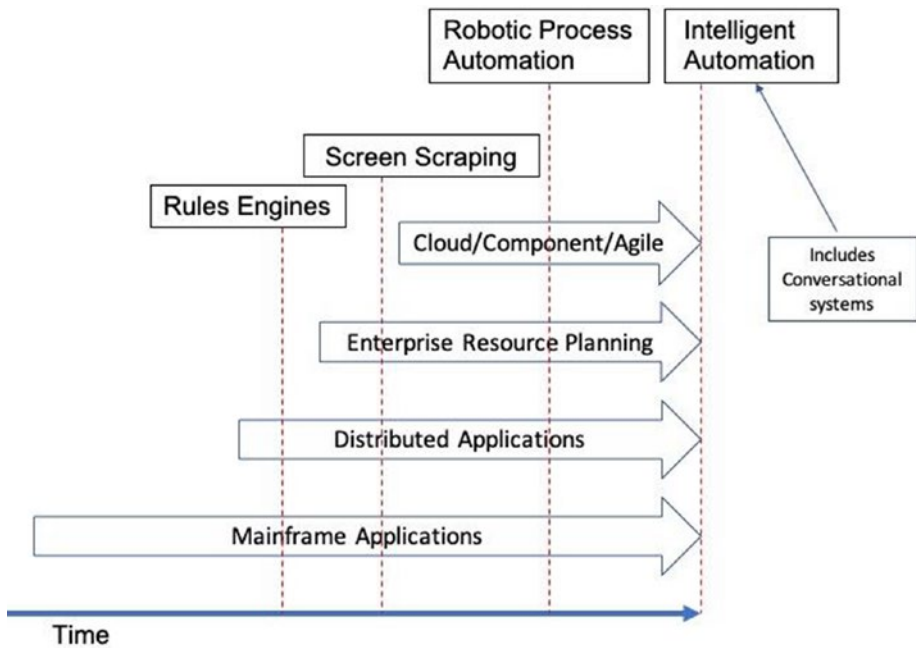 Robotic Process
Automation
Intelligent
Automation
Screen Scraping
Rules Engines
Cloud/Component/Agile
Includes
Conversational
systems
Enterprise Resource Planning
Distributed Applications
Mainframe Applications
Time